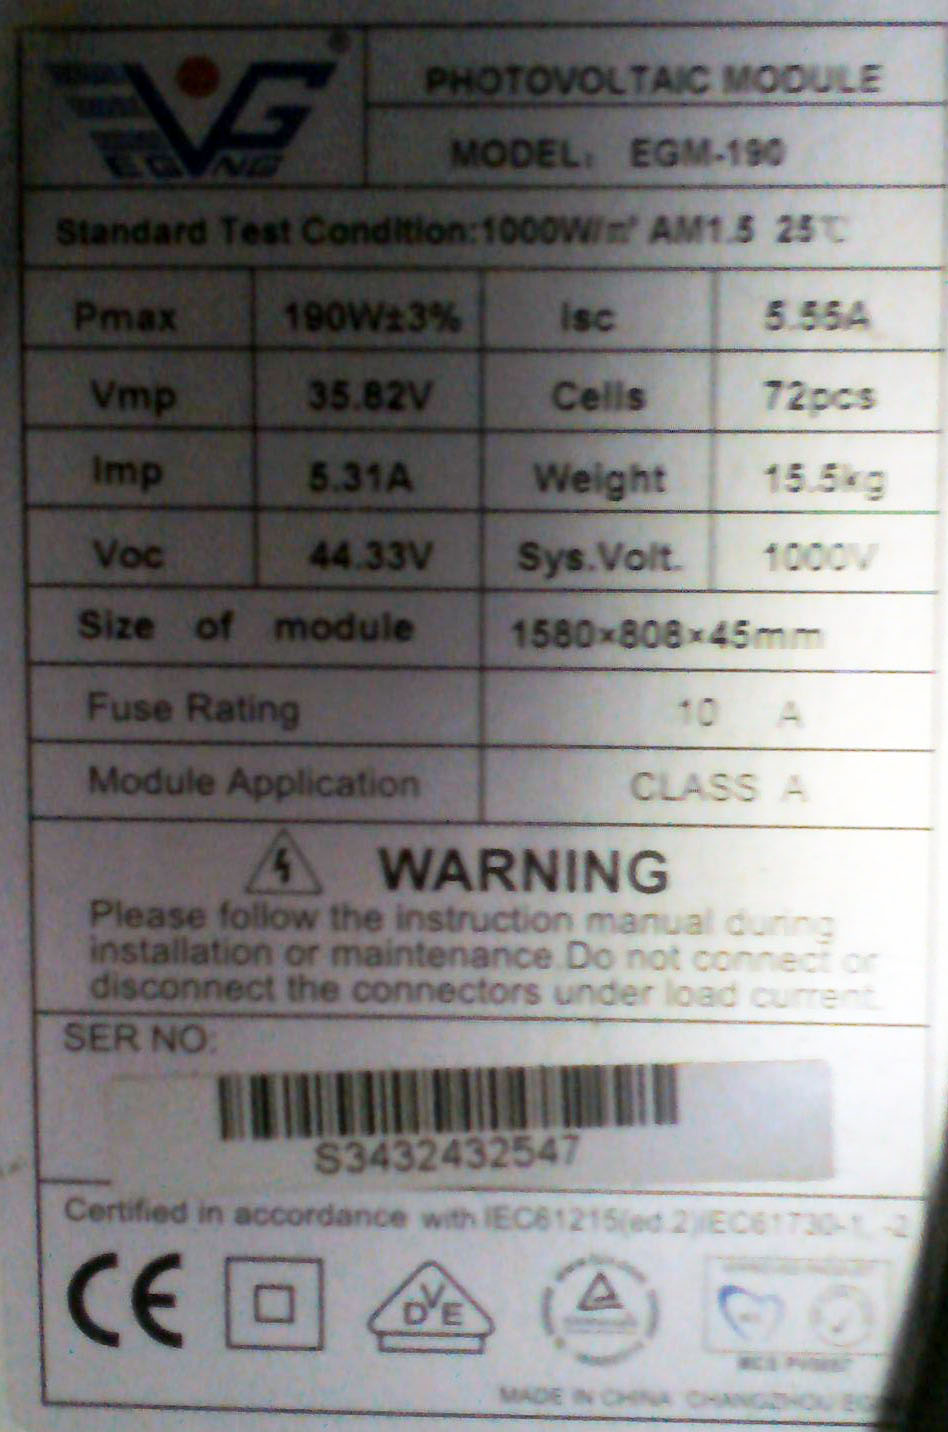 EGING
PHOTOVOLTAIC MODULE
MODEL: EGM-190
Standard Test Condition:1000W/㎡ AM1.5 25℃
Pmax 190W±3% Isc 5.55A
Vmp 35.82V Cells 72pcs
Imp 5.31A Weight 15.5kg
Voc 44.33V Sys.Volt. 1000V
Size of module 1580×808×45mm
Fuse Rating 10 A
Module Application CLASS A
WARNING
Please follow the instruction manual during
installation or maintenance.Do not connect or
disconnect the connectors under load current.
SER NO:
S3432432547
Certified in accordance with IEC61215(ed.2)IEC61730-1, -2
CE
DVE
MADE IN CHINA CHANGZHOU